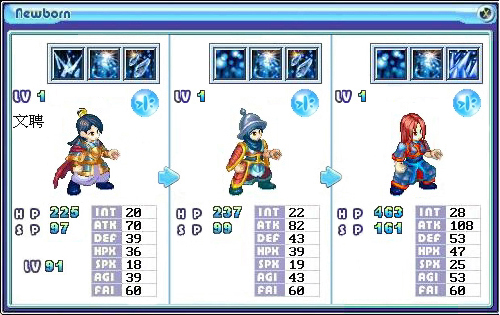 Newborn
LV 1
文聘
HP 225
SP 97
LV 91
INT 20
ATK 70
DEF 39
HPX 36
SPX 18
AGI 39
FAI 60
LV 1
HP 237
SP 99
INT 22
ATK 82
DEF 43
HPX 39
SPX 19
AGI 43
FAI 60
LV 1
HP 463
SP 161
INT 28
ATK 108
DEF 53
HPX 47
SPX 25
AGI 53
FAI 60